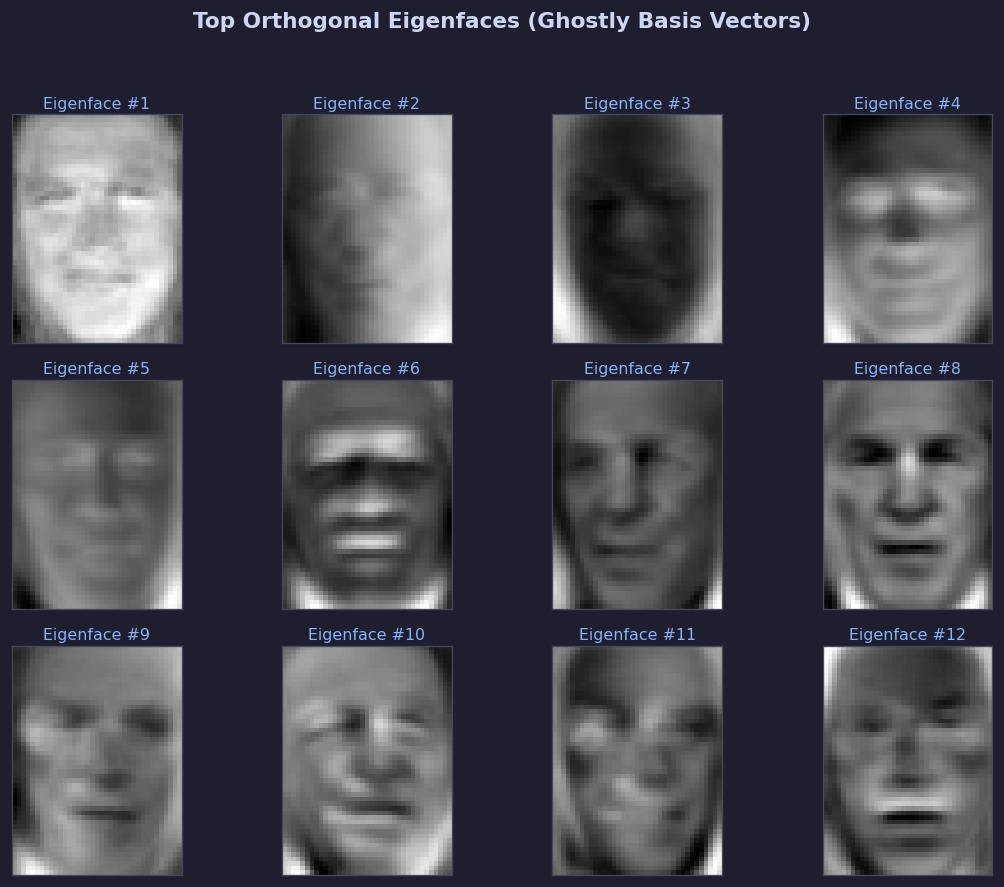 Top Orthogonal Eigenfaces (Ghostly Basis Vectors)
Eigenface #1
Eigenface #2
Eigenface #3
Eigenface #4
Eigenface #5
Eigenface #6
Eigenface #7
Eigenface #8
Eigenface #9
Eigenface #10
Eigenface #11
Eigenface #12